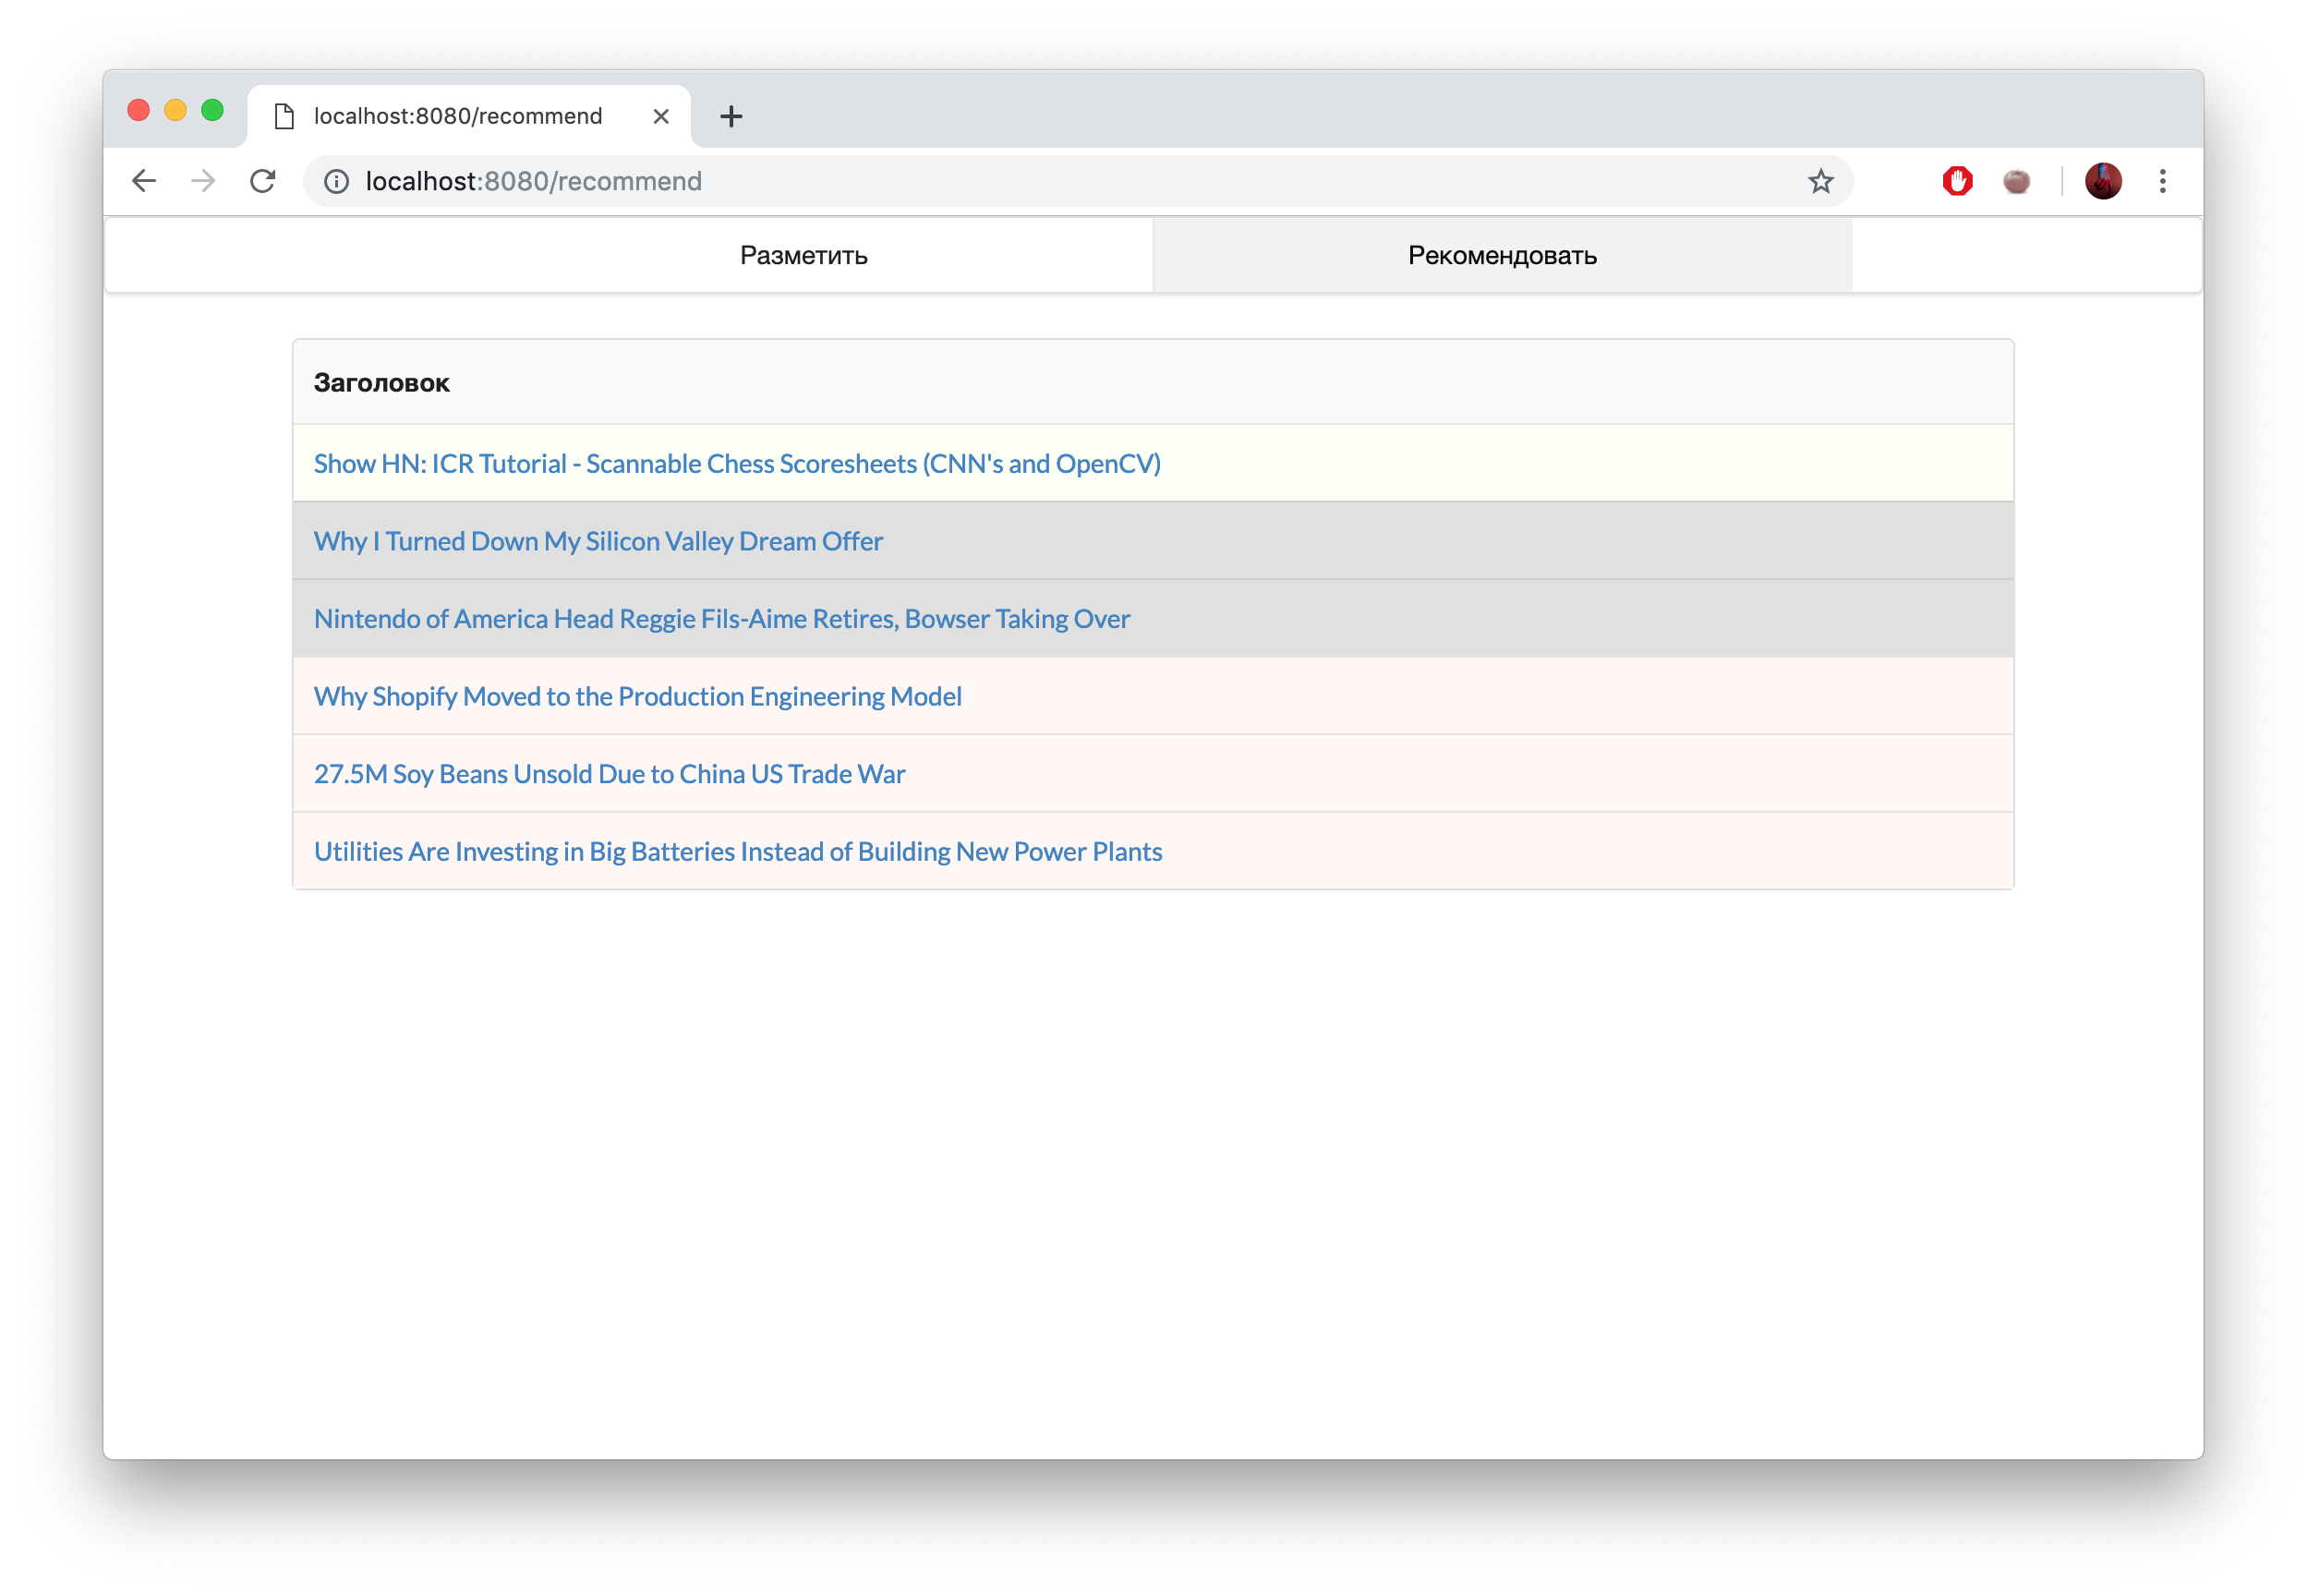 localhost:8080/recommend
localhost:8080/recommend
Разметить
Рекомендовать
Заголовок
Show HN: ICR Tutorial - Scannable Chess Scoresheets (CNN's and OpenCV)
Why I Turned Down My Silicon Valley Dream Offer
Nintendo of America Head Reggie Fils-Aime Retires, Bowser Taking Over
Why Shopify Moved to the Production Engineering Model
27.5M Soy Beans Unsold Due to China US Trade War
Utilities Are Investing in Big Batteries Instead of Building New Power Plants